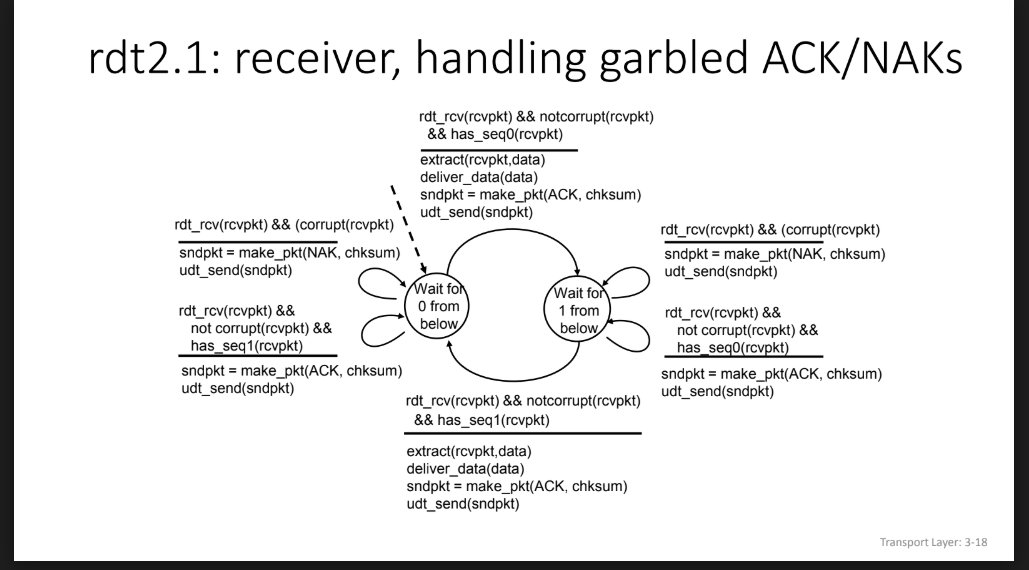 rdt2.1: receiver, handling garbled ACK/NAKs
rdt_rcv(rcvpkt) && notcorrupt(rcvpkt)
&& has_seq0(rcvpkt)
extract(rcvpkt,data)
deliver_data(data)
sndpkt = make_pkt(ACK, chksum)
udt_send(sndpkt)
rdt_rcv(rcvpkt) && (corrupt(rcvpkt)
sndpkt = make_pkt(NAK, chksum)
udt_send(sndpkt)
rdt_rcv(rcvpkt) &&
not corrupt(rcvpkt) &&
has_seq1(rcvpkt)
sndpkt = make_pkt(ACK, chksum)
udt_send(sndpkt)
Wait for
0 from
below
Wait for
1 from
below
rdt_rcv(rcvpkt) && (corrupt(rcvpkt)
sndpkt = make_pkt(NAK, chksum)
udt_send(sndpkt)
rdt_rcv(rcvpkt) &&
not corrupt(rcvpkt) &&
has_seq0(rcvpkt)
sndpkt = make_pkt(ACK, chksum)
udt_send(sndpkt)
rdt_rcv(rcvpkt) && notcorrupt(rcvpkt)
&& has_seq1(rcvpkt)
extract(rcvpkt,data)
deliver_data(data)
sndpkt = make_pkt(ACK, chksum)
udt_send(sndpkt)
Transport Layer: 3-18